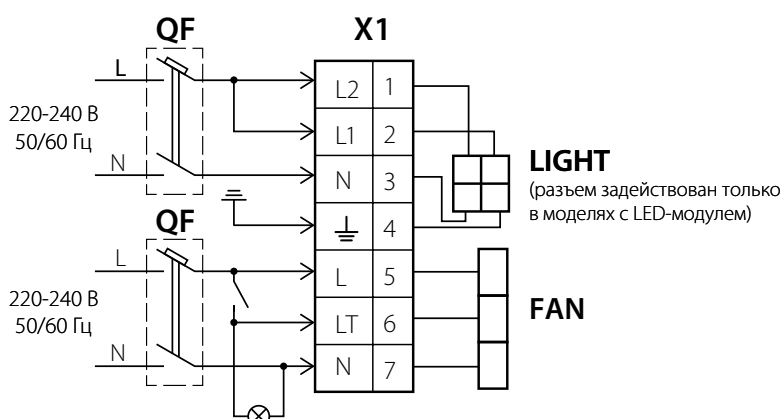 QF X1
L
220-240 В
50/60 Гц
N
L2 1
L1 2
N 3
4
LIGHT
(разъем задействован только
в моделях с LED-модулем)
QF
L
220-240 В
50/60 Гц
N
L 5
LT 6
N 7
FAN